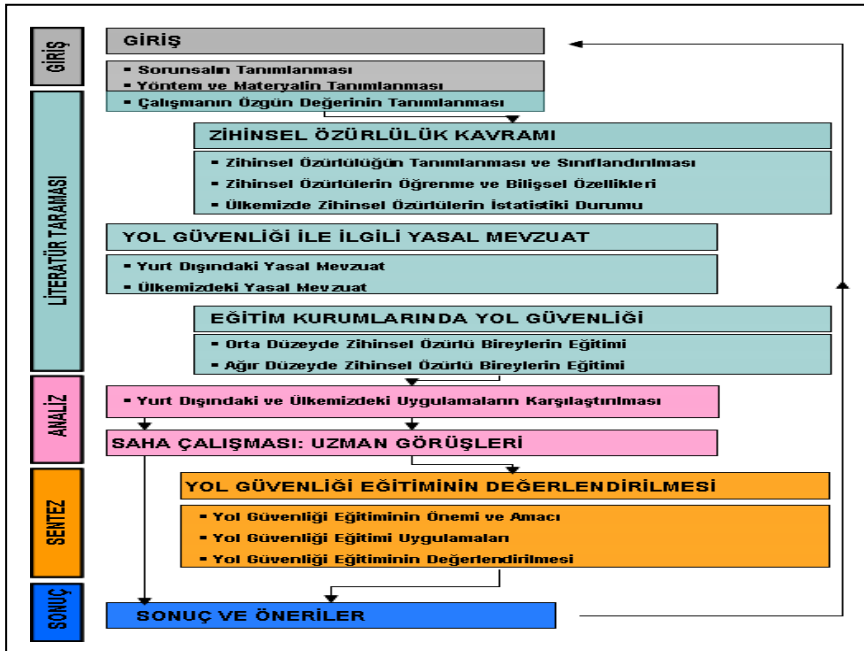 GİRİŞ
GİRİŞ
▪ Sorunsalın Tanımlanması
▪ Yöntem ve Materyalin Tanımlanması
▪ Çalışmanın Özgün Değerinin Tanımlanması
LİTERATÜR TARAMASI
ZİHİNSEL ÖZÜRLÜLÜK KAVRAMI
▪ Zihinsel Özürlülüğün Tanımlanması ve Sınıflandırılması
▪ Zihinsel Özürlülerin Öğrenme ve Bilişsel Özellikleri
▪ Ülkemizde Zihinsel Özürlülerin İstatistiki Durumu
YOL GÜVENLİĞİ İLE İLGİLİ YASAL MEVZUAT
▪ Yurt Dışındaki Yasal Mevzuat
▪ Ülkemizdeki Yasal Mevzuat
EĞİTİM KURUMLARINDA YOL GÜVENLİĞİ
▪ Orta Düzeyde Zihinsel Özürlü Bireylerin Eğitimi
▪ Ağır Düzeyde Zihinsel Özürlü Bireylerin Eğitimi
ANALİZ
▪ Yurt Dışındaki ve Ülkemizdeki Uygulamaların Karşılaştırılması
SAHA ÇALIŞMASI: UZMAN GÖRÜŞLERİ
SENTEZ
YOL GÜVENLİĞİ EĞİTİMİNİN DEĞERLENDİRİLMESİ
▪ Yol Güvenliği Eğitiminin Önemi ve Amacı
▪ Yol Güvenliği Eğitimi Uygulamaları
▪ Yol Güvenliği Eğitiminin Değerlendirilmesi
SONUÇ
SONUÇ VE ÖNERİLER